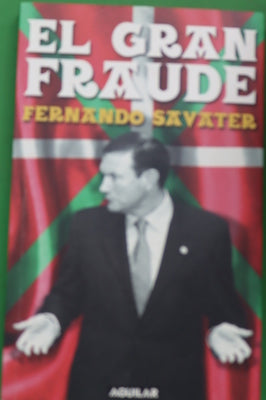 EL GRAN
FRAUDE
FERNANDO SAVATER
AGUILAR